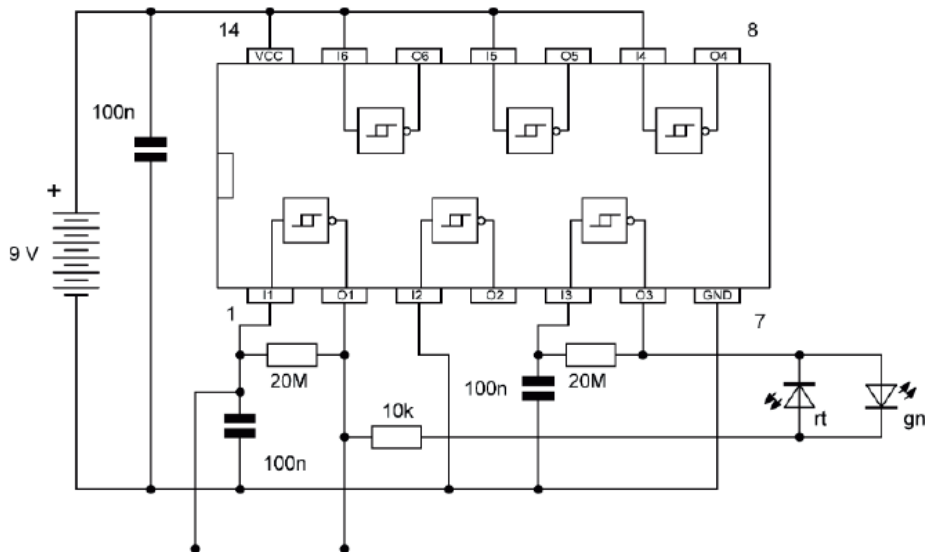 14
8
VCC
I6
O6
I5
O5
I4
O4
100n
+
9 V
I1
O1
I2
O2
I3
O3
GND
1
7
20M
100n
20M
10k
rt
gn
100n